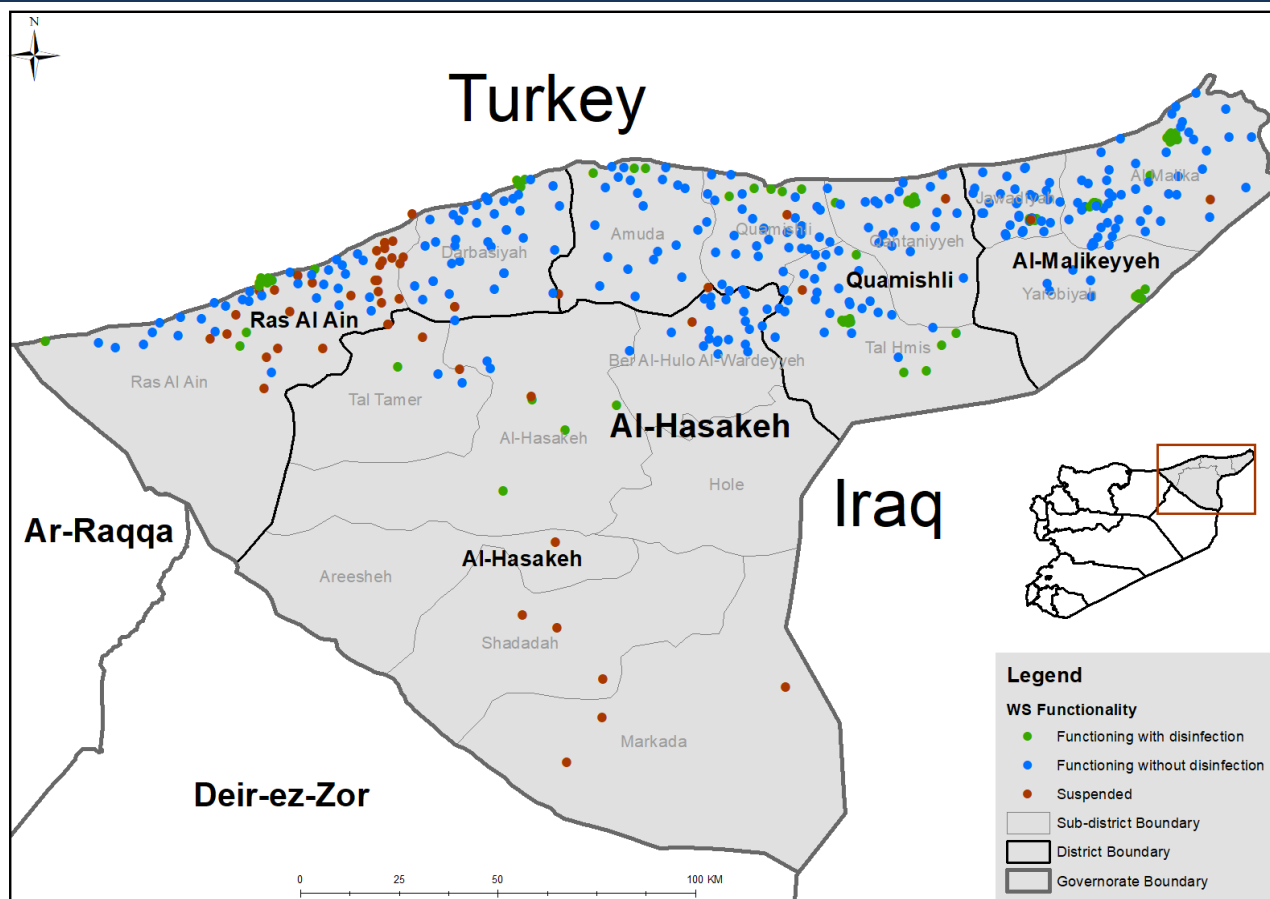 N
Turkey
Al Malika
Jawadiyah
Quamishli
Qahtaniyyeh
Amuda
Darbasiyah
Al-Malikeyyeh
Quamishli
Yarobiyah
Ras Al Ain
Tal Hmis
Ber Al-Hulo Al-Wardeyyeh
Ras Al Ain
Tal Tamer
Al-Hasakeh
Al-Hasakeh
Hole
Iraq
Ar-Raqqa
Al-Hasakeh
Areesheh
Shadadah
Markada
Deir-ez-Zor
Legend
WS Functionality
Functioning with disinfection
Functioning without disinfection
Suspended
Sub-district Boundary
District Boundary
Governorate Boundary
0 25 50 100 KM